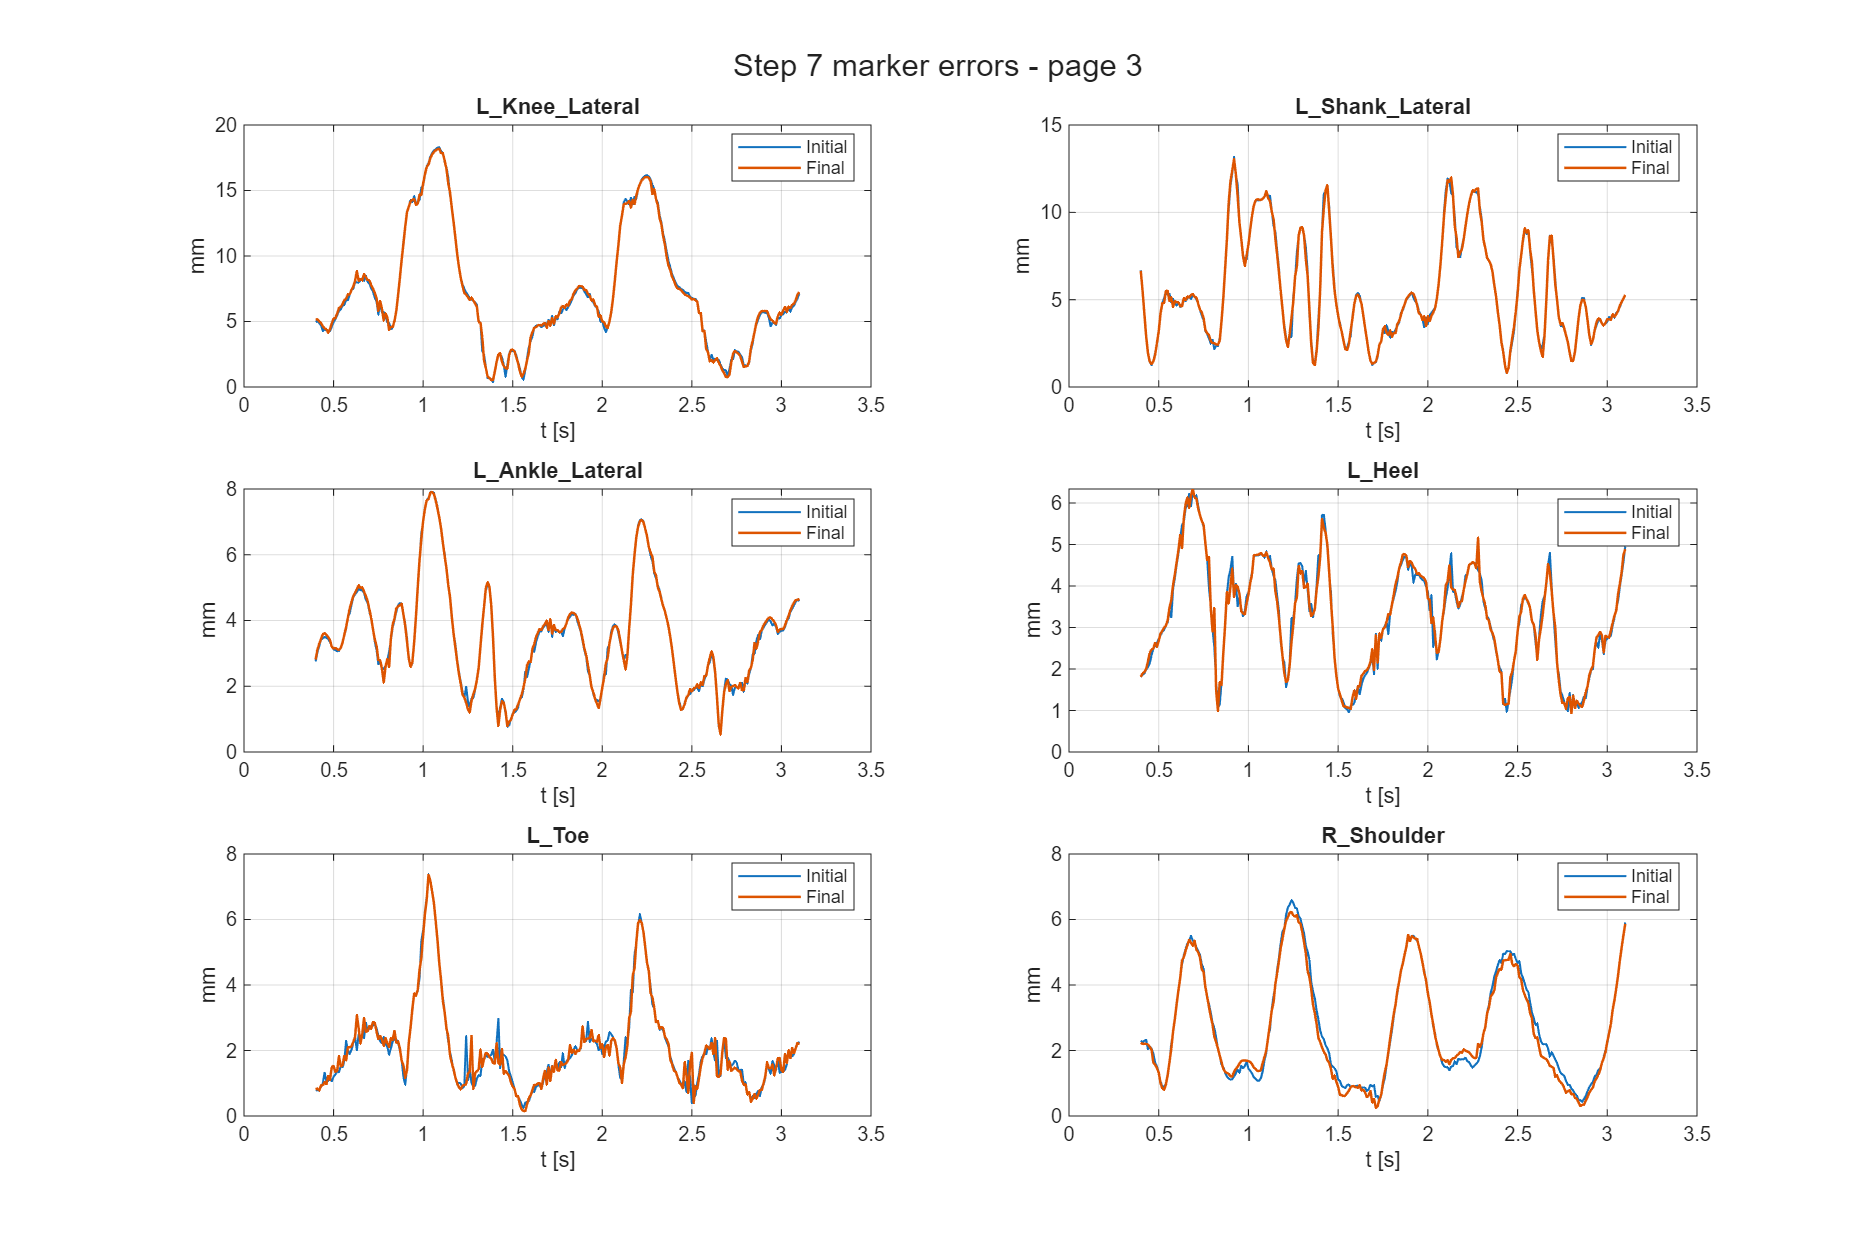 Step 7 marker errors - page 3
L_Knee_Lateral
20
15
10
5
0
mm
Initial
Final
0 0.5 1 1.5 2 2.5 3 3.5
t [s]
L_Shank_Lateral
15
10
5
0
mm
Initial
Final
0 0.5 1 1.5 2 2.5 3 3.5
t [s]
L_Ankle_Lateral
8
6
4
2
0
mm
Initial
Final
0 0.5 1 1.5 2 2.5 3 3.5
t [s]
L_Heel
6
5
4
3
2
1
0
mm
Initial
Final
0 0.5 1 1.5 2 2.5 3 3.5
t [s]
L_Toe
8
6
4
2
0
mm
Initial
Final
0 0.5 1 1.5 2 2.5 3 3.5
t [s]
R_Shoulder
8
6
4
2
0
mm
Initial
Final
0 0.5 1 1.5 2 2.5 3 3.5
t [s]